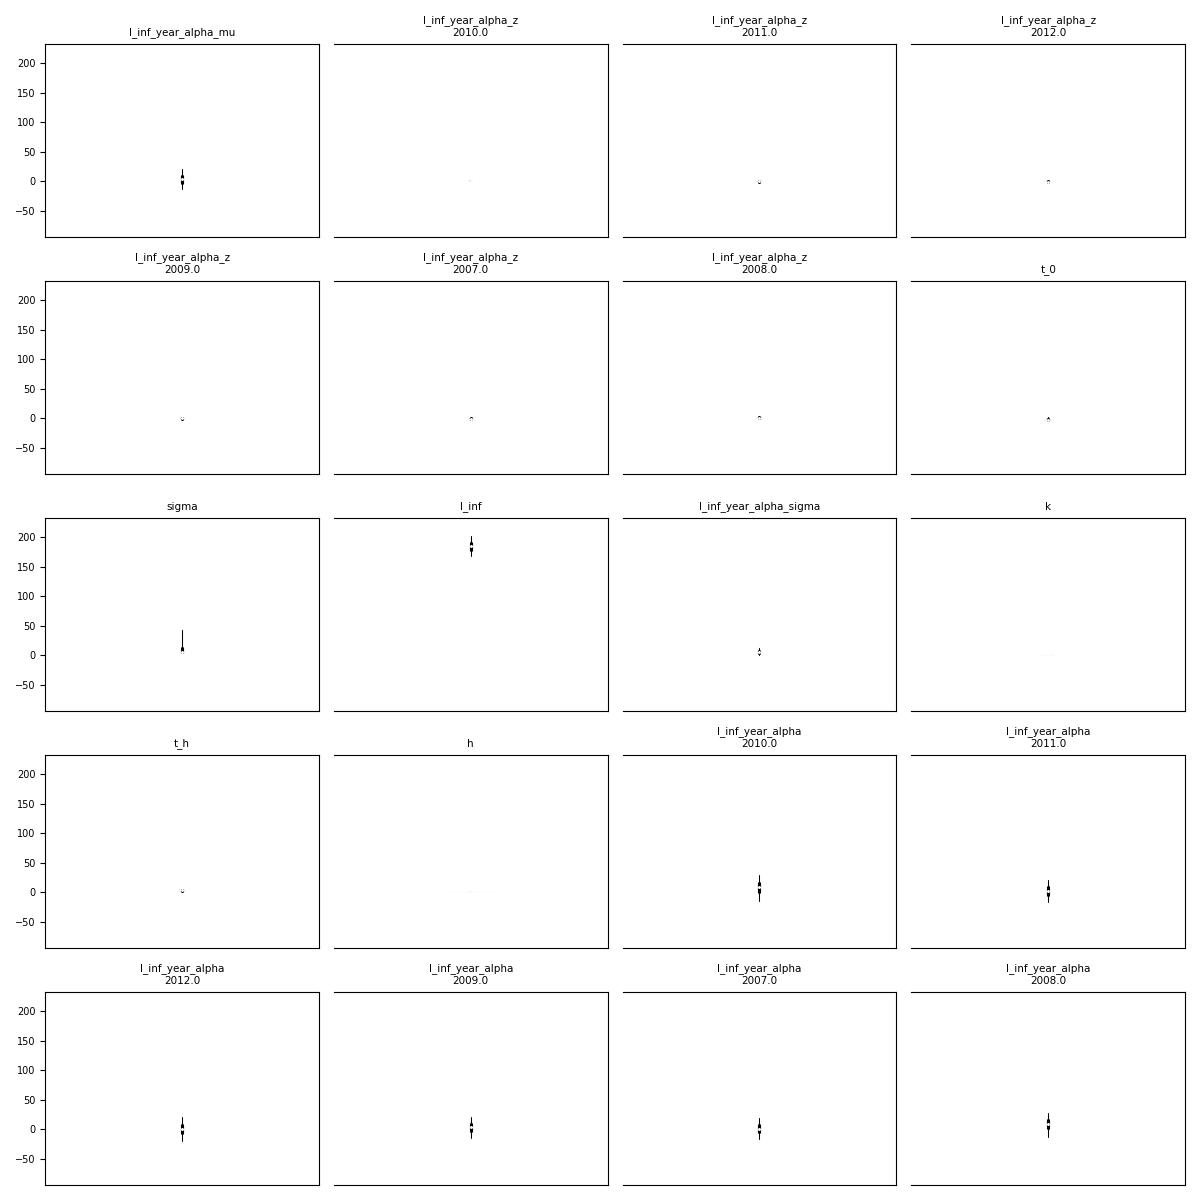 l_inf_year_alpha_mu
l_inf_year_alpha_z
2010.0
l_inf_year_alpha_z
2011.0
l_inf_year_alpha_z
2012.0
200
150
100
50
0
−50
l_inf_year_alpha_z
2009.0
l_inf_year_alpha_z
2007.0
l_inf_year_alpha_z
2008.0
t_0
200
150
100
50
0
−50
sigma
l_inf
l_inf_year_alpha_sigma
k
200
150
100
50
0
−50
t_h
h
l_inf_year_alpha
2010.0
l_inf_year_alpha
2011.0
200
150
100
50
0
−50
l_inf_year_alpha
2012.0
l_inf_year_alpha
2009.0
l_inf_year_alpha
2007.0
l_inf_year_alpha
2008.0
200
150
100
50
0
−50